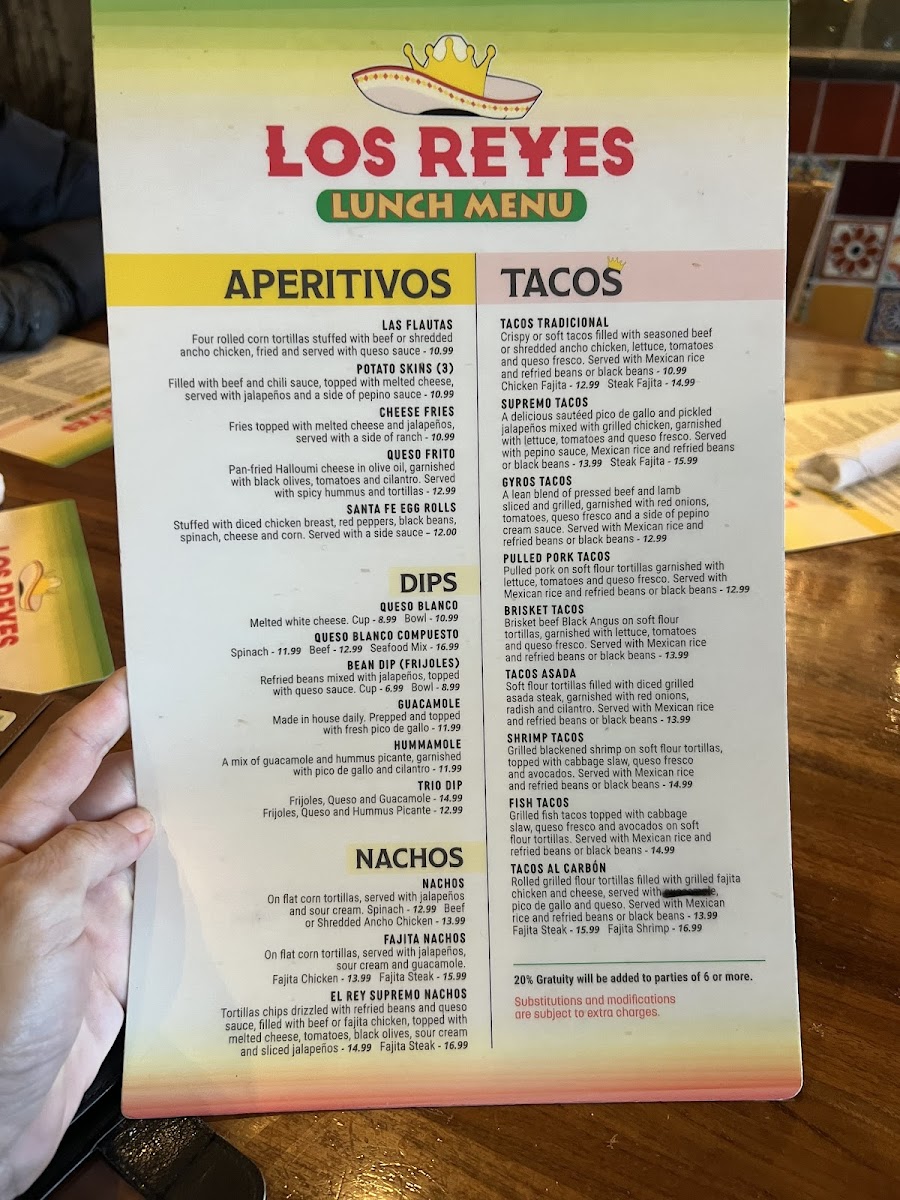 LOS REYES
LUNCH MENU
APERITIVOS
LAS FLAUTAS
Four rolled corn tortillas stuffed with beef or shredded
ancho chicken, fried and served with queso sauce - 10.99
POTATO SKINS (3)
Filled with beef and chili sauce, topped with melted cheese,
served with jalapeños and a side of pepino sauce - 10.99
CHEESE FRIES
Fries topped with melted cheese and jalapeños,
served with a side of ranch - 10.99
QUESO FRITO
Pan-fried Halloumi cheese in olive oil, garnished
with black olives, tomatoes and cilantro. Served
with spicy hummus and tortillas - 12.99
SANTA FE EGG ROLLS
Stuffed with diced chicken breast, red peppers, black beans,
spinach, cheese and corn. Served with a side sauce – 12.00
DIPS
QUESO BLANCO
Melted white cheese. Cup - 8.99 Bowl - 10.99
QUESO BLANCO COMPUESTO
Spinach - 11.99 Beef - 12.99 Seafood Mix - 16.99
BEAN DIP (FRIJOLES)
Refried beans mixed with jalapeños, topped
with queso sauce. Cup - 6.99 Bowl - 8.99
GUACAMOLE
Made in house daily. Prepped and topped
with fresh pico de gallo - 11.99
HUMMAMOLE
A mix of guacamole and hummus picante, garnished
with pico de gallo and cilantro - 11.99
TRIO DIP
Frijoles, Queso and Guacamole - 14.99
Frijoles, Queso and Hummus Picante - 12.99
NACHOS
NACHOS
On flat corn tortillas, served with jalapeños
and sour cream. Spinach - 12.99 Beef
or Shredded Ancho Chicken - 13.99
FAJITA NACHOS
On flat corn tortillas, served with jalapeños,
sour cream and guacamole.
Fajita Chicken - 13.99 Fajita Steak - 15.99
EL REY SUPREMO NACHOS
Tortillas chips drizzled with refried beans and queso
sauce, filled with beef or fajita chicken, topped with
melted cheese, tomatoes, black olives, sour cream
and sliced jalapeños - 14.99 Fajita Steak - 16.99
TACOS
TACOS TRADICIONAL
Crispy or soft tacos filled with seasoned beef
or shredded ancho chicken, lettuce, tomatoes
and queso fresco. Served with Mexican rice
and refried beans or black beans - 10.99
Chicken Fajita - 12.99 Steak Fajita - 14.99
SUPREMO TACOS
A delicious sautéed pico de gallo and pickled
jalapeños mixed with grilled chicken, garnished
with lettuce, tomatoes and queso fresco. Served
with pepino sauce, Mexican rice and refried beans
or black beans - 13.99 Steak Fajita - 15.99
GYROS TACOS
A lean blend of pressed beef and lamb
sliced and grilled, garnished with red onions,
tomatoes, queso fresco and a side of pepino
cream sauce. Served with Mexican rice and
refried beans or black beans - 12.99
PULLED PORK TACOS
Pulled pork on soft flour tortillas garnished with
lettuce, tomatoes and queso fresco. Served with
Mexican rice and refried beans or black beans - 12.99
BRISKET TACOS
Brisket beef Black Angus on soft flour
tortillas, garnished with lettuce, tomatoes
and queso fresco. Served with Mexican rice
and refried beans or black beans - 13.99
TACOS ASADA
Soft flour tortillas filled with diced grilled
asada steak, garnished with red onions,
radish and cilantro. Served with Mexican rice
and refried beans or black beans - 13.99
SHRIMP TACOS
Grilled blackened shrimp on soft flour tortillas,
topped with cabbage slaw, queso fresco
and avocados. Served with Mexican rice
and refried beans or black beans - 14.99
FISH TACOS
Grilled fish tacos topped with cabbage
slaw, queso fresco and avocados on soft
flour tortillas. Served with Mexican rice and
refried beans or black beans - 14.99
TACOS AL CARBÓN
Rolled grilled flour tortillas filled with grilled fajita
chicken and cheese, served with
pico de gallo and queso. Served with Mexican
rice and refried beans or black beans - 13.99
Fajita Steak - 15.99 Fajita Shrimp - 16.99
20% Gratuity will be added to parties of 6 or more.
Substitutions and modifications
are subject to extra charges.
LOS REYES